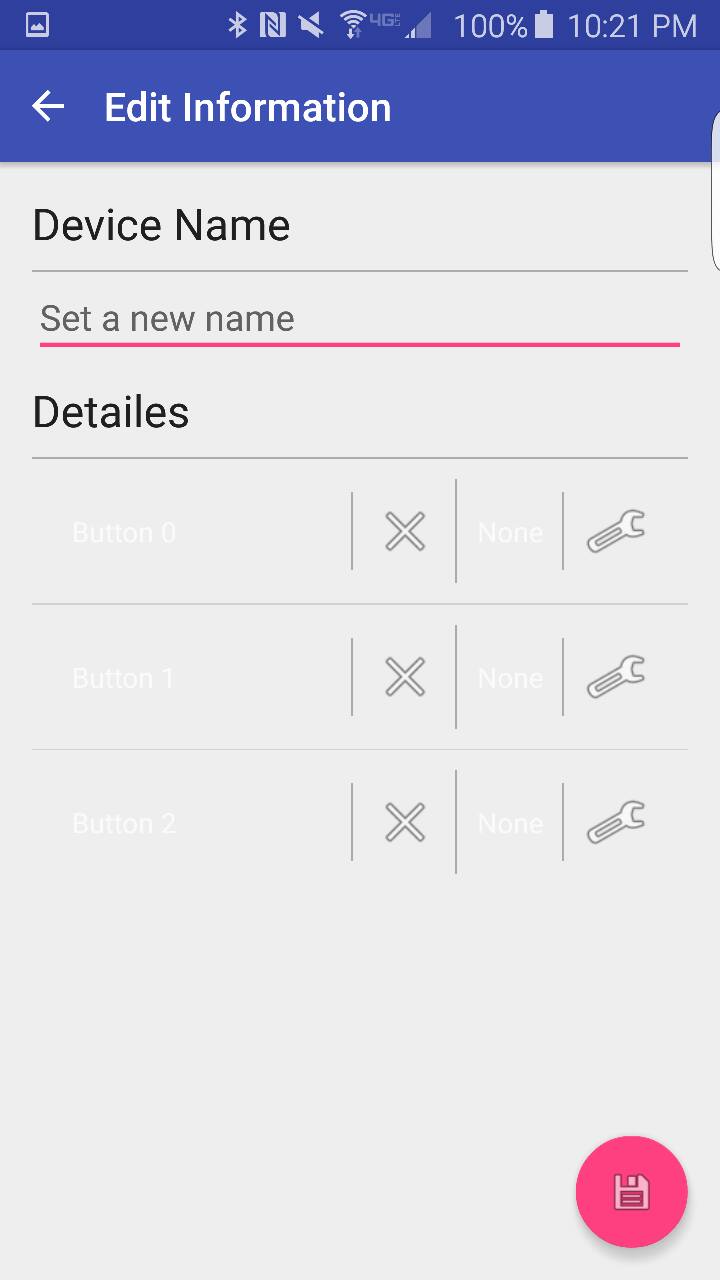 4G LTE 100% 10:21 PM
Edit Information
Device Name
Set a new name
Detailes
Button 0 None
Button 1 None
Button 2 None